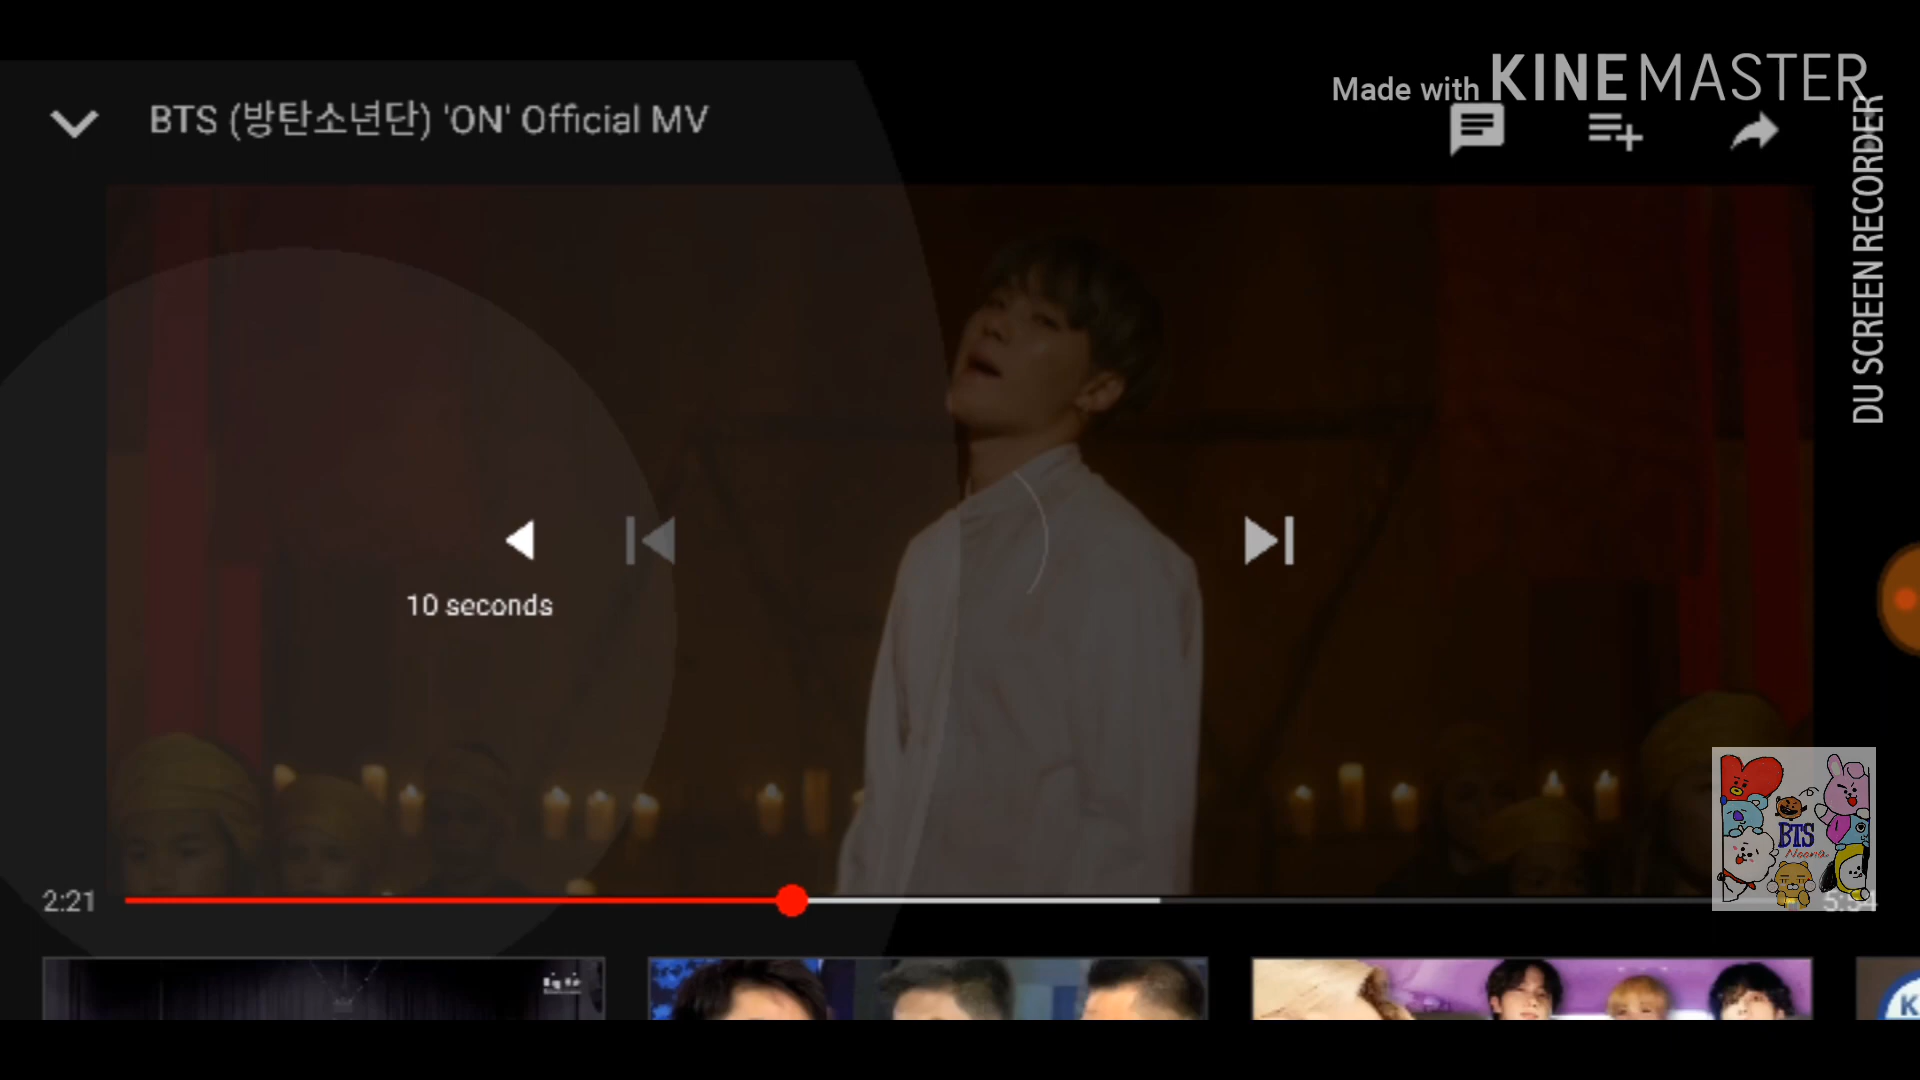 Made with KINEMASTER
BTS (방탄소년단) 'ON' Official MV
DU SCREEN RECORDER
10 seconds
BTS
Noona
2:21